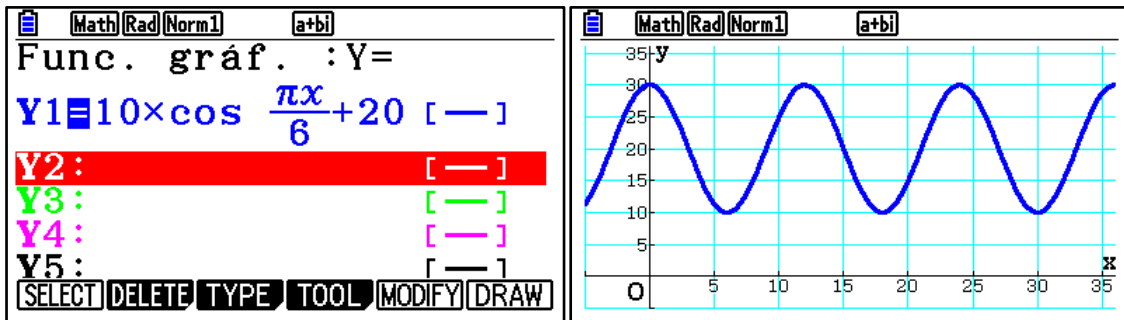 Math Rad Norm1 a+bi
Func. gráf. :Y=
Y1=10×cos πx/6+20 [—]
Y2: [—]
Y3: [—]
Y4: [—]
Y5: [—]
SELECT DELETE TYPE TOOL MODIFY DRAW
Math Rad Norm1 a+bi
y
35
30
25
20
15
10
5
x
O 5 10 15 20 25 30 35